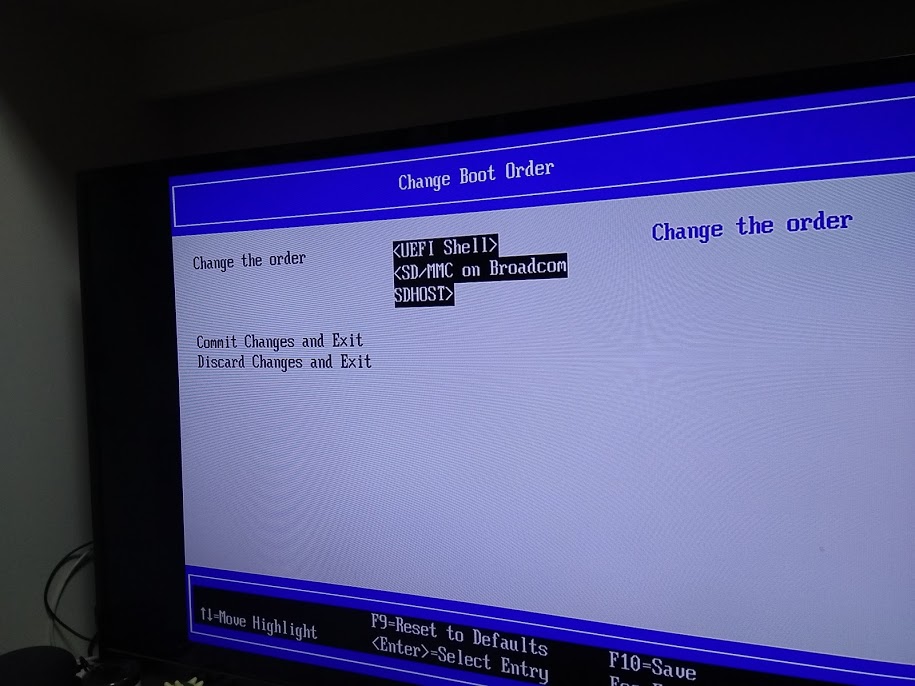 Change Boot Order
Change the order
<UEFI Shell>
<SD/MMC on Broadcom
SDHOST>
Change the order
Commit Changes and Exit
Discard Changes and Exit
↑↓=Move Highlight
F9=Reset to Defaults
<Enter>=Select Entry
F10=Save